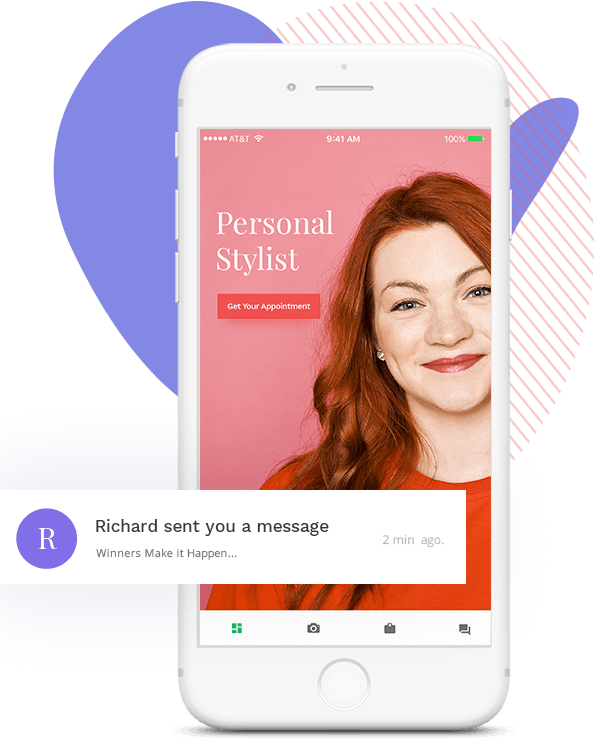 AT&T 9:41 AM 100%
Personal
Stylist
Get Your Appointment
R
Richard sent you a message
Winners Make it Happen...
2 min ago.